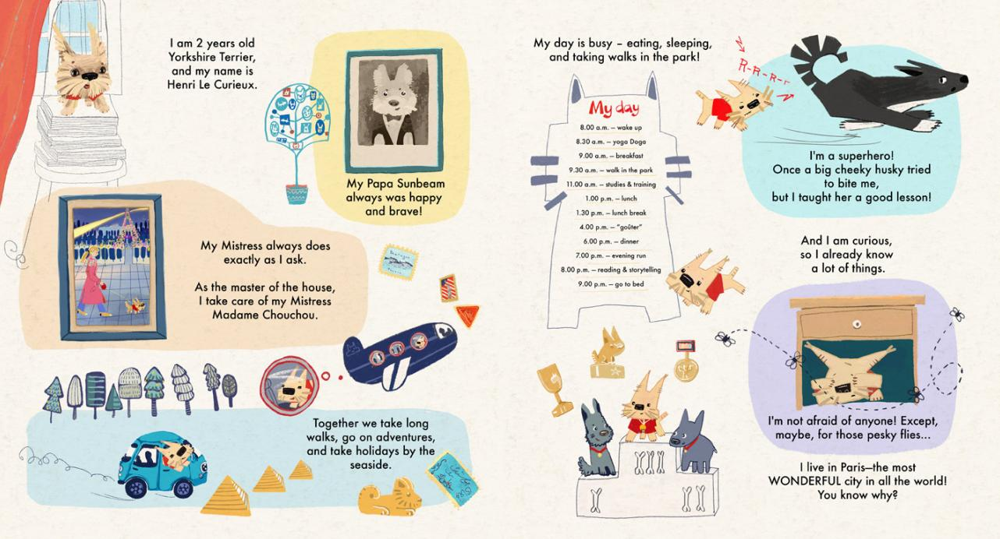 I am 2 years old
Yorkshire Terrier,
and my name is
Henri Le Curieux.
My Papa Sunbeam
always was happy
and brave!
My Mistress always does
exactly as I ask.
As the master of the house,
I take care of my Mistress
Madame Chouchou.
Together we take long
walks, go on adventures,
and take holidays by the
seaside.
My day is busy – eating, sleeping,
and taking walks in the park!
My day
8.00 a.m. – wake up
8.30 a.m. – yoga Doga
9.00 a.m. – breakfast
9.30 a.m. – walk in the park
11.00 a.m. – studies & training
1.00 p.m. – lunch
1.30 p.m. – lunch break
4.00 p.m. – “goûter”
6.00 p.m. – dinner
7.00 p.m. – evening run
8.00 p.m. – reading & storytelling
9.00 p.m. – go to bed
R-R-R-r
I'm a superhero!
Once a big cheeky husky tried
to bite me,
but I taught her a good lesson!
And I am curious,
so I already know
a lot of things.
I'm not afraid of anyone! Except,
maybe, for those pesky flies...
I live in Paris—the most
WONDERFUL city in all the world!
You know why?